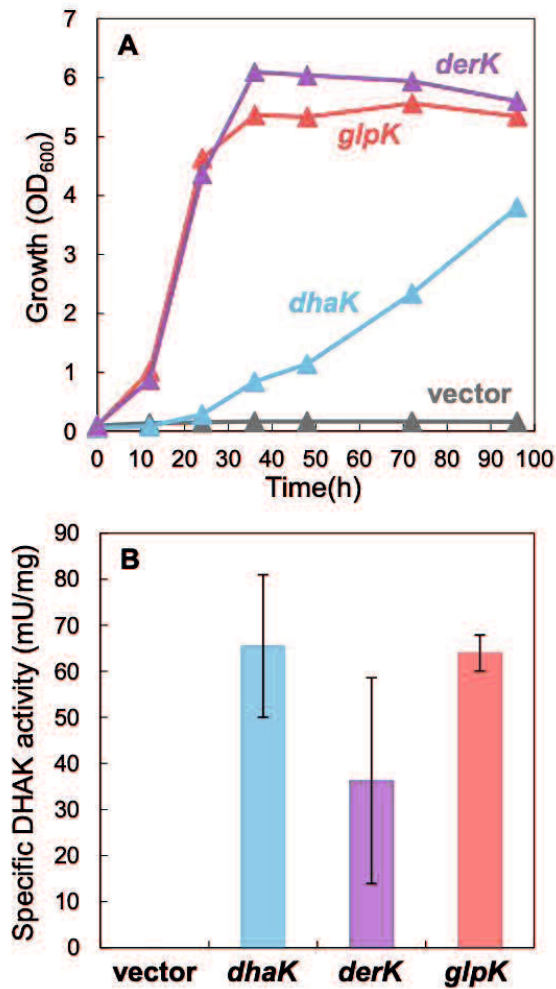 A
7
6
5
4
3
2
1
0
Growth (OD600)
derK
glpK
dhaK
vector
0 10 20 30 40 50 60 70 80 90 100
Time(h)
B
90
80
70
60
50
40
30
20
10
0
Specific DHAK activity (mU/mg)
vector dhaK derK glpK